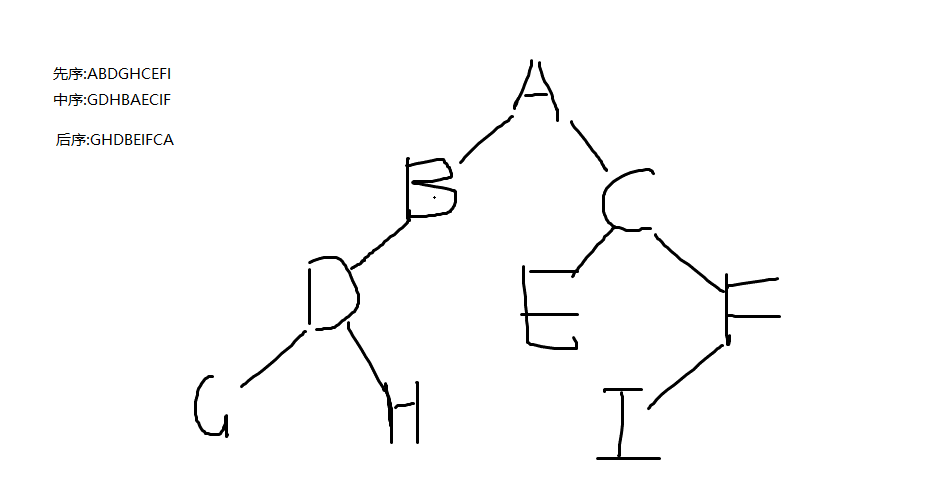 先序:ABDGHCEFI
中序:GDHBAECIF
后序:GHDBEIFCA
A
B
C
D
E
F
G
H
I